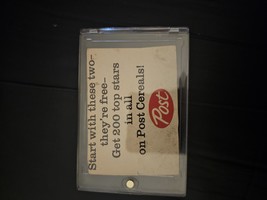 Start with these two–
they're free–
Get 200 top stars
in all
on Post Cereals!
Post